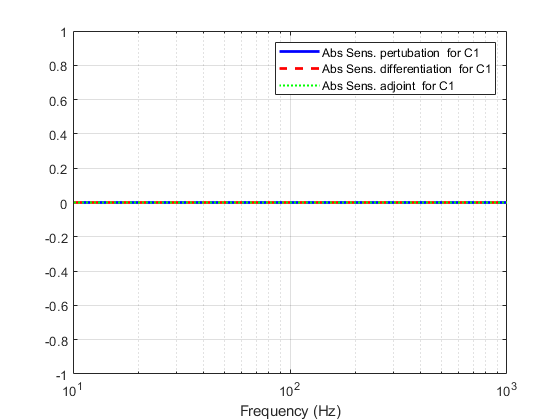 1
0.8
0.6
0.4
0.2
0
-0.2
-0.4
-0.6
-0.8
-1
Abs Sens. pertubation for C1
Abs Sens. differentiation for C1
Abs Sens. adjoint for C1
10^1 10^2 10^3
Frequency (Hz)